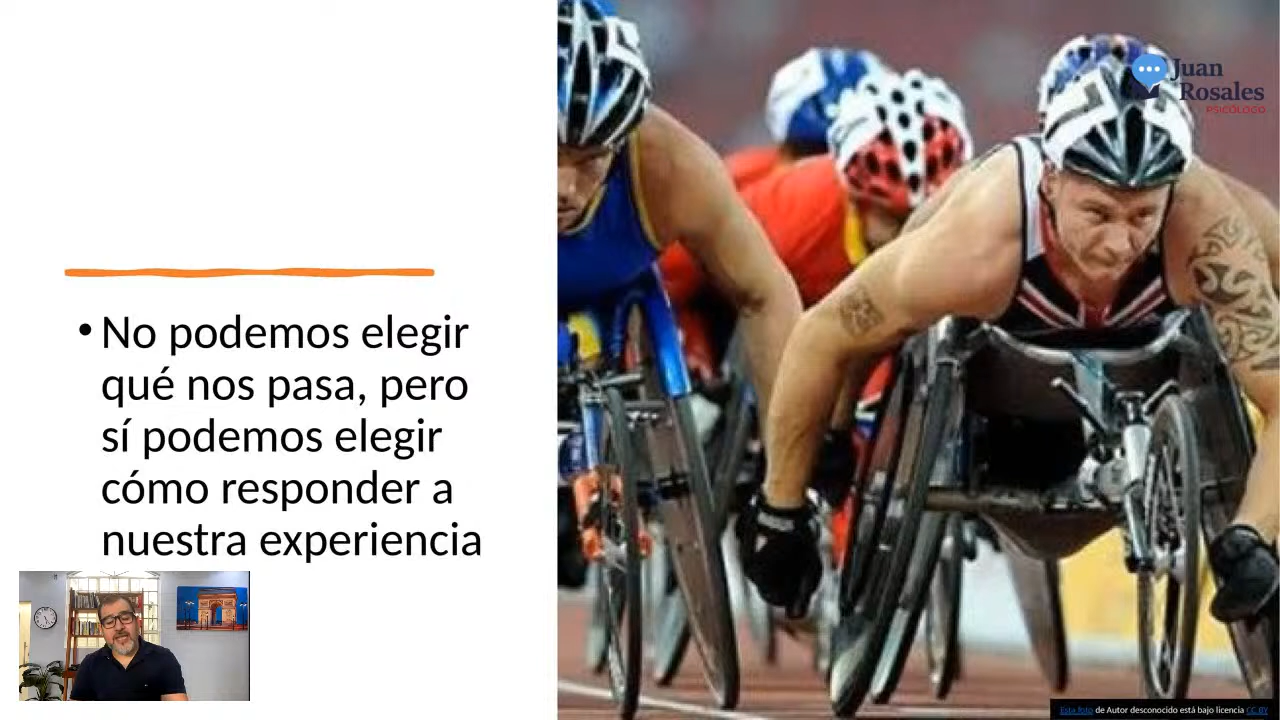 Juan
Rosales
PSICÓLOGO
• No podemos elegir
qué nos pasa, pero
sí podemos elegir
cómo responder a
nuestra experiencia
Esta foto de Autor desconocido está bajo licencia CC BY